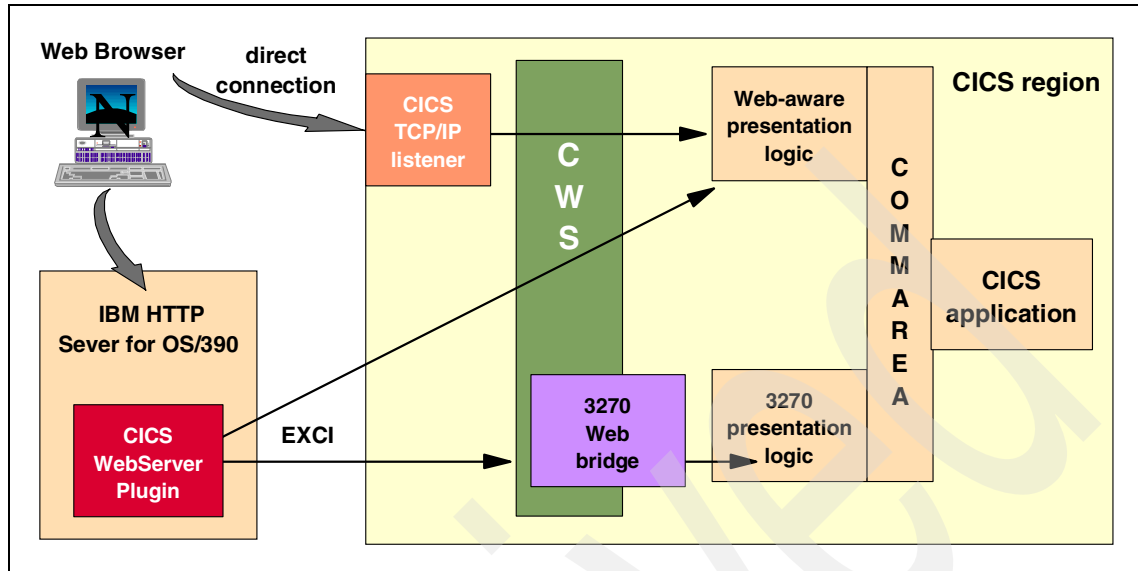 Web Browser
direct
connection
N
CICS
TCP/IP
listener
C
W
S
Web-aware
presentation
logic
CICS region
C
O
M
M
A
R
E
A
CICS
application
IBM HTTP
Sever for OS/390
CICS
WebServer
Plugin
EXCI
3270
Web
bridge
3270
presentation
logic